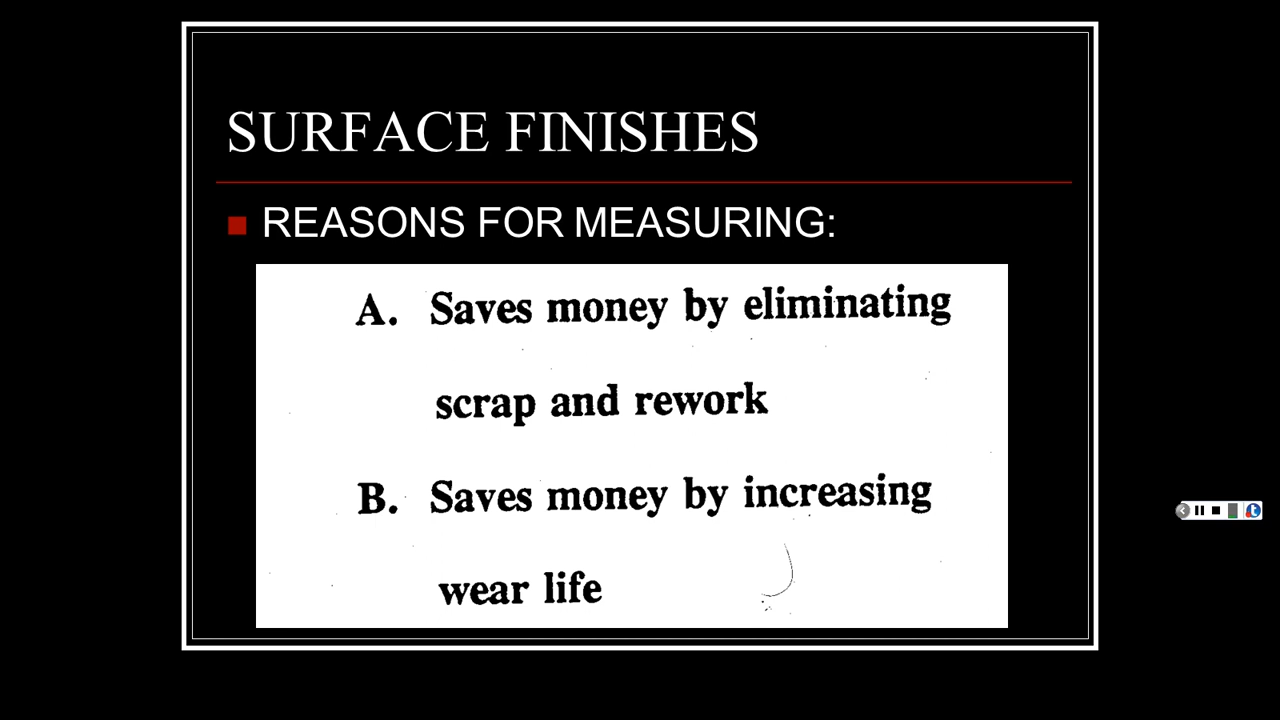 SURFACE FINISHES
REASONS FOR MEASURING:
A. Saves money by eliminating
scrap and rework
B. Saves money by increasing
wear life